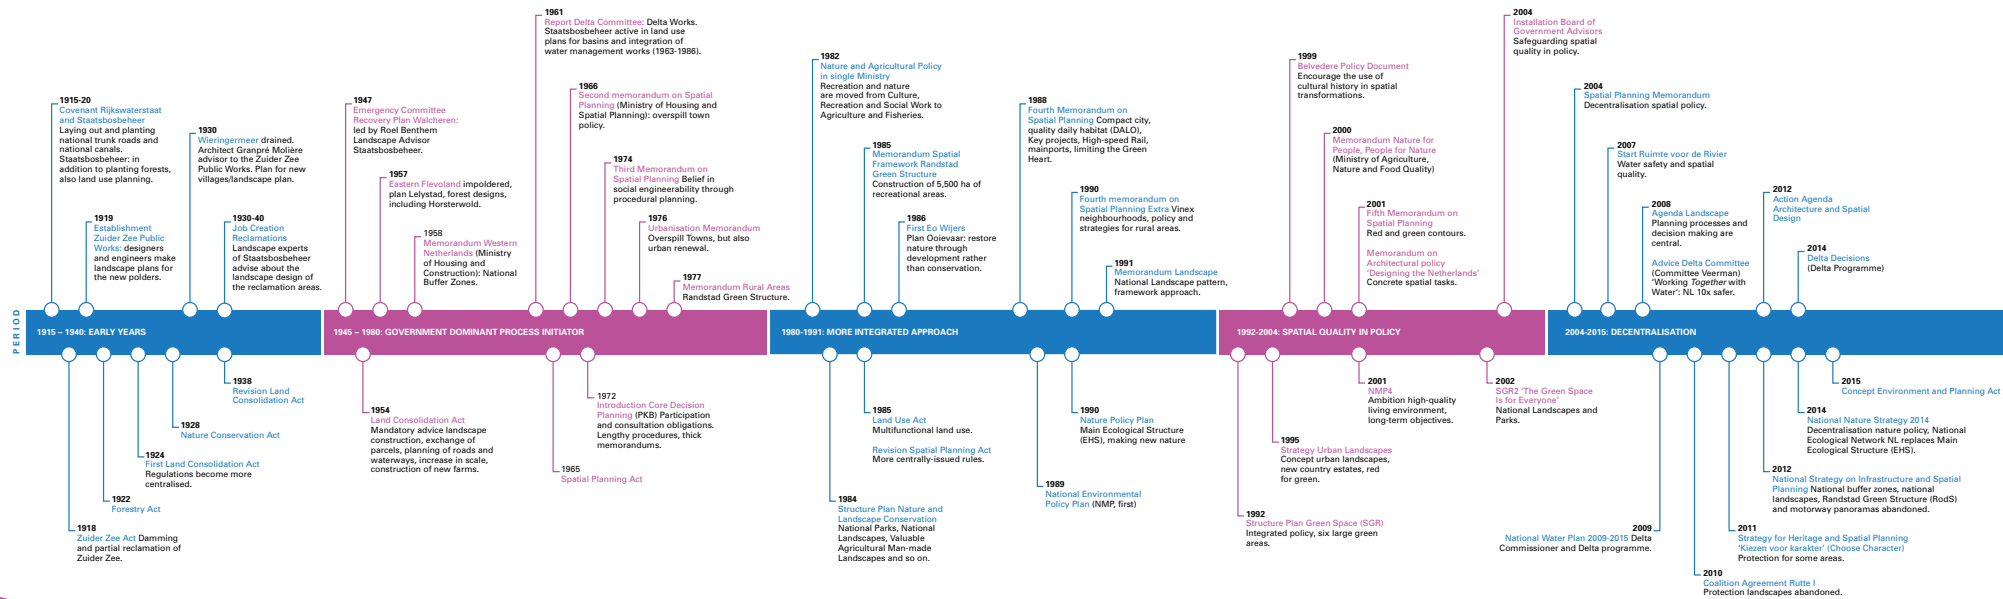 1915-20
Covenant Rijkswaterstaat
and Staatsbosbeheer
Laying out and planting
national trunk roads and
national canals.
Staatsbosbeheer: in
addition to planting forests,
also land use planning.
1919
Establishment
Zuider Zee Public
Works: designers
and engineers make
landscape plans for
the new polders.
1930
Wieringermeer drained.
Architect Granpré Molière
advisor to the Zuider Zee
Public Works. Plan for new
villages/landscape plan.
1930-40
Job Creation
Reclamations
Landscape experts
of Staatsbosbeheer
advise about the
landscape design of
the reclamation areas.
1947
Emergency Committee
Recovery Plan Walcheren:
led by Roel Benthem
Landscape Advisor
Staatsbosbeheer.
1957
Eastern Flevoland impoldered,
plan Lelystad, forest designs,
including Horsterwold.
1958
Memorandum Western
Netherlands (Ministry
of Housing and
Construction): National
Buffer Zones.
1961
Report Delta Committee: Delta Works.
Staatsbosbeheer active in land use
plans for basins and integration of
water management works (1963-1986).
1966
Second memorandum on Spatial
Planning (Ministry of Housing and
Spatial Planning): overspill town
policy.
1974
Third Memorandum on
Spatial Planning Belief in
social engineerability through
procedural planning.
1976
Urbanisation Memorandum
Overspill Towns, but also
urban renewal.
1977
Memorandum Rural Areas
Randstad Green Structure.
1982
Nature and Agricultural Policy
in single Ministry
Recreation and nature
are moved from Culture,
Recreation and Social Work to
Agriculture and Fisheries.
1985
Memorandum Spatial
Framework Randstad
Green Structure
Construction of 5,500 ha of
recreational areas.
1986
First Eo Wijers
Plan Ooievaar: restore
nature through
development rather
than conservation.
1988
Fourth Memorandum on
Spatial Planning Compact city,
quality daily habitat (DALO),
Key projects, High-speed Rail,
mainports, limiting the Green
Heart.
1990
Fourth memorandum on
Spatial Planning Extra Vinex
neighbourhoods, policy and
strategies for rural areas.
1991
Memorandum Landscape
National Landscape pattern,
framework approach.
1999
Belvedere Policy Document
Encourage the use of
cultural history in spatial
transformations.
2000
Memorandum Nature for
People, People for Nature
(Ministry of Agriculture,
Nature and Food Quality)
2001
Fifth Memorandum on
Spatial Planning
Red and green contours.
Memorandum on
Architectural policy
'Designing the Netherlands'
Concrete spatial tasks.
2004
Installation Board of
Government Advisors
Safeguarding spatial
quality in policy.
2004
Spatial Planning Memorandum
Decentralisation spatial policy.
2007
Start Ruimte voor de Rivier
Water safety and spatial
quality.
2008
Agenda Landscape
Planning processes and
decision making are
central.
Advice Delta Committee
(Committee Veerman)
'Working Together with
Water': NL 10x safer.
2012
Action Agenda
Architecture and Spatial
Design
2014
Delta Decisions
(Delta Programme)
PERIOD
1915 – 1940: EARLY YEARS
1945 – 1980: GOVERNMENT DOMINANT PROCESS INITIATOR
1980-1991: MORE INTEGRATED APPROACH
1992-2004: SPATIAL QUALITY IN POLICY
2004-2015: DECENTRALISATION
1938
Revision Land
Consolidation Act
1928
Nature Conservation Act
1924
First Land Consolidation Act
Regulations become more
centralised.
1922
Forestry Act
1918
Zuider Zee Act Damming
and partial reclamation of
Zuider Zee.
1954
Land Consolidation Act
Mandatory advice landscape
construction, exchange of
parcels, planning of roads and
waterways, increase in scale,
construction of new farms.
1972
Introduction Core Decision
Planning (PKB) Participation
and consultation obligations.
Lengthy procedures, thick
memorandums.
1965
Spatial Planning Act
1985
Land Use Act
Multifunctional land use.
Revision Spatial Planning Act
More centrally-issued rules.
1984
Structure Plan Nature and
Landscape Conservation
National Parks, National
Landscapes, Valuable
Agricultural Man-made
Landscapes and so on.
1990
Nature Policy Plan
Main Ecological Structure
(EHS), making new nature
1989
National Environmental
Policy Plan (NMP, first)
2001
NMP4
Ambition high-quality
living environment,
long-term objectives.
1995
Strategy Urban Landscapes
Concept urban landscapes,
new country estates, red
for green.
1992
Structure Plan Green Space (SGR)
Integrated policy, six large green
areas.
2002
SGR2 'The Green Space
Is for Everyone'
National Landscapes and
Parks.
2015
Concept Environment and Planning Act
2014
National Nature Strategy 2014
Decentralisation nature policy, National
Ecological Network NL replaces Main
Ecological Structure (EHS).
2012
National Strategy on Infrastructure and Spatial
Planning National buffer zones, national
landscapes, Randstad Green Structure (RodS)
and motorway panoramas abandoned.
2009
National Water Plan 2009-2015 Delta
Commissioner and Delta programme.
2011
Strategy for Heritage and Spatial Planning
'Kiezen voor karakter' (Choose Character)
Protection for some areas.
2010
Coalition Agreement Rutte I
Protection landscapes abandoned.